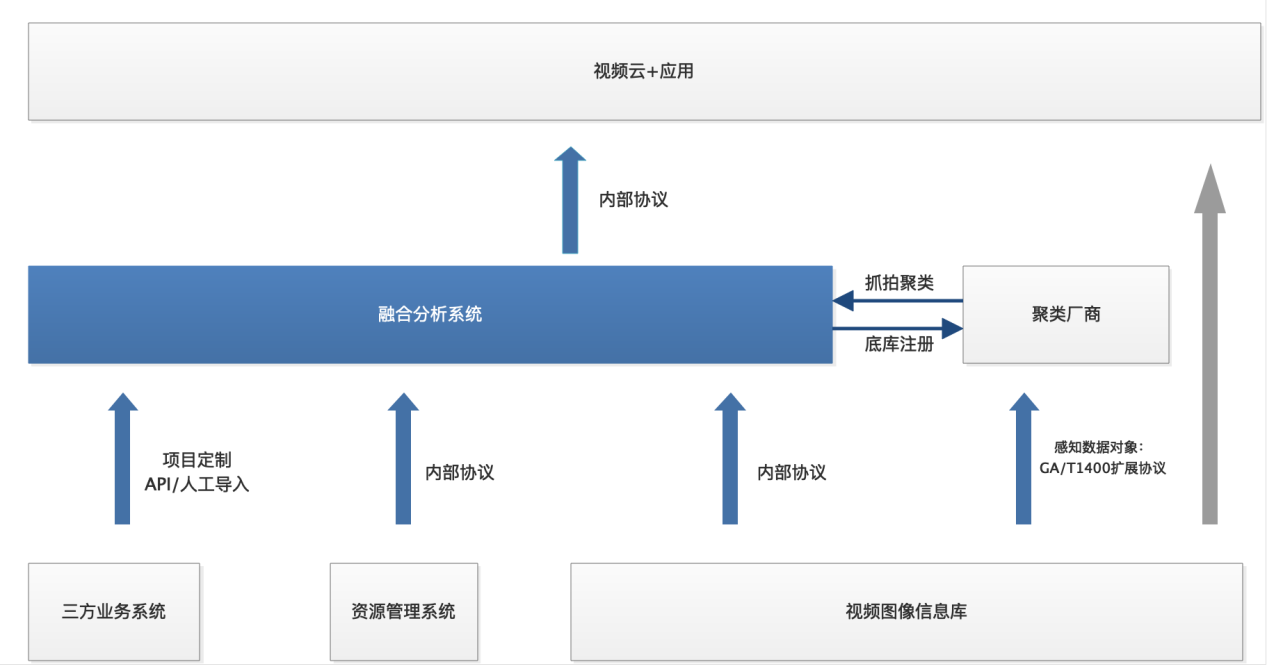 视频云+应用
内部协议
抓拍聚类
融合分析系统
聚类厂商
底库注册
项目定制
API/人工导入
内部协议
内部协议
感知数据对象：
GA/T1400扩展协议
三方业务系统
资源管理系统
视频图像信息库